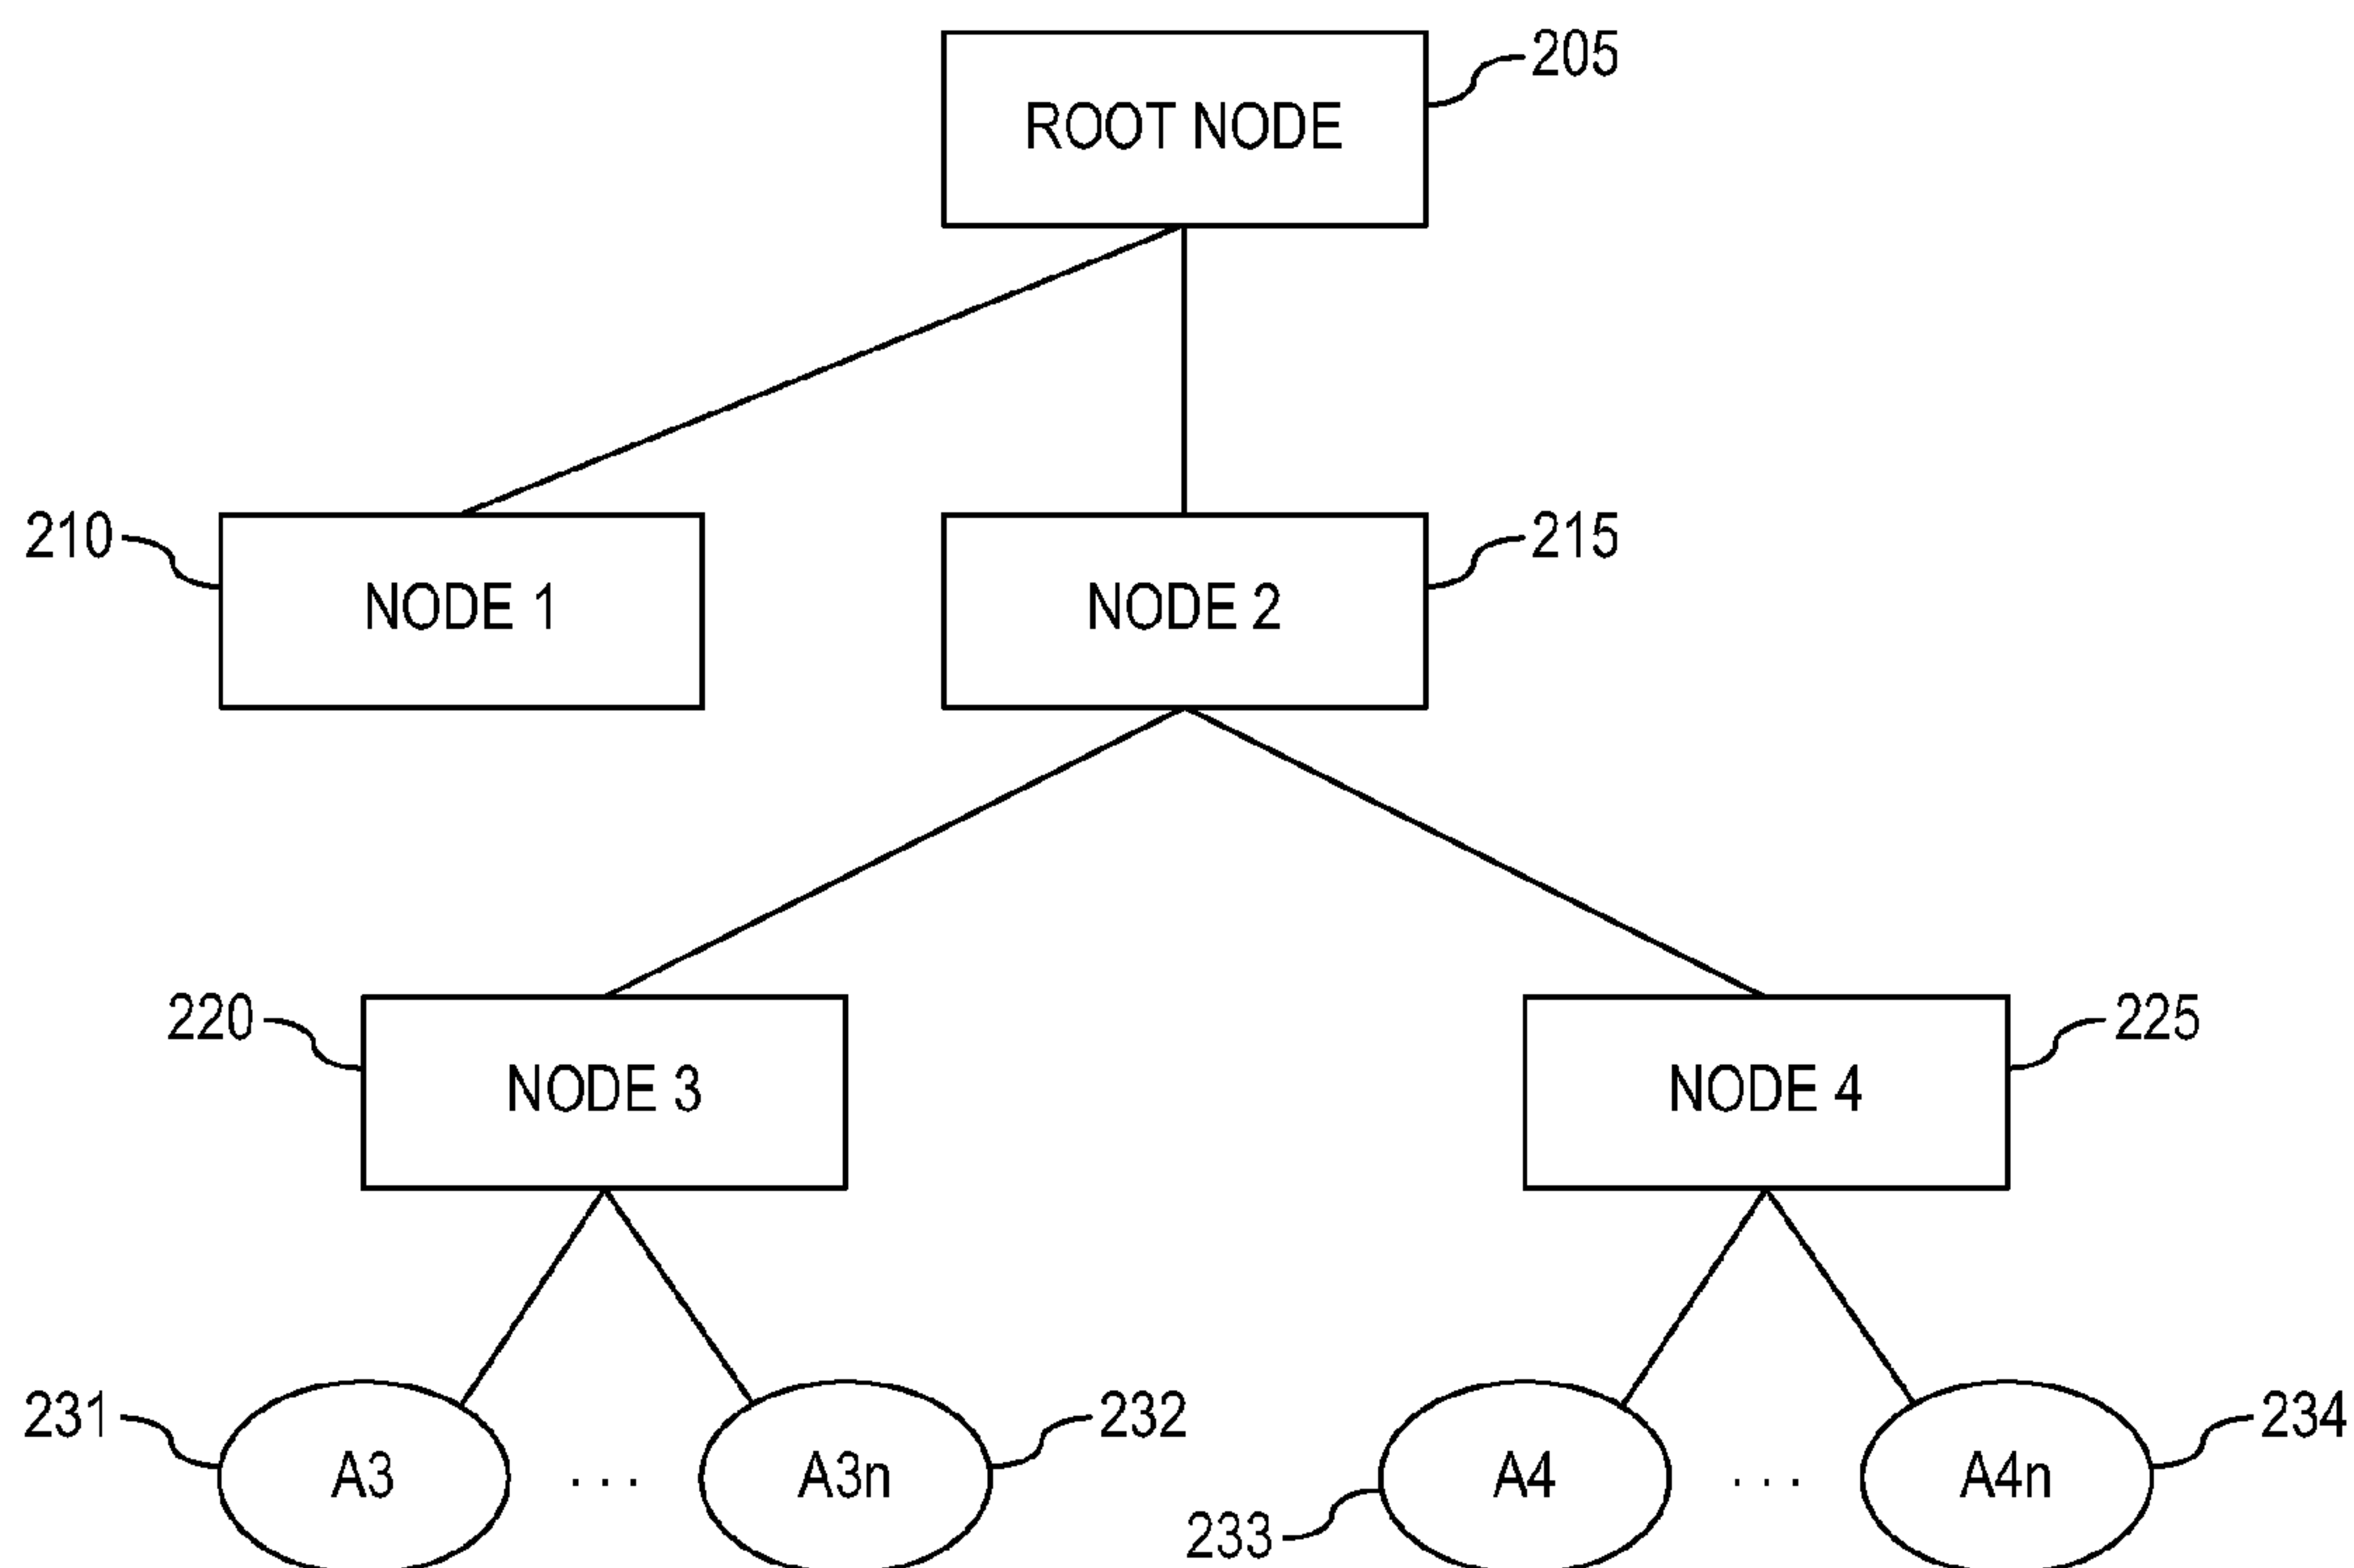 205
ROOT NODE
210
NODE 1
215
NODE 2
220
NODE 3
225
NODE 4
231
A3
. . .
A3n
232
233
A4
. . .
A4n
234